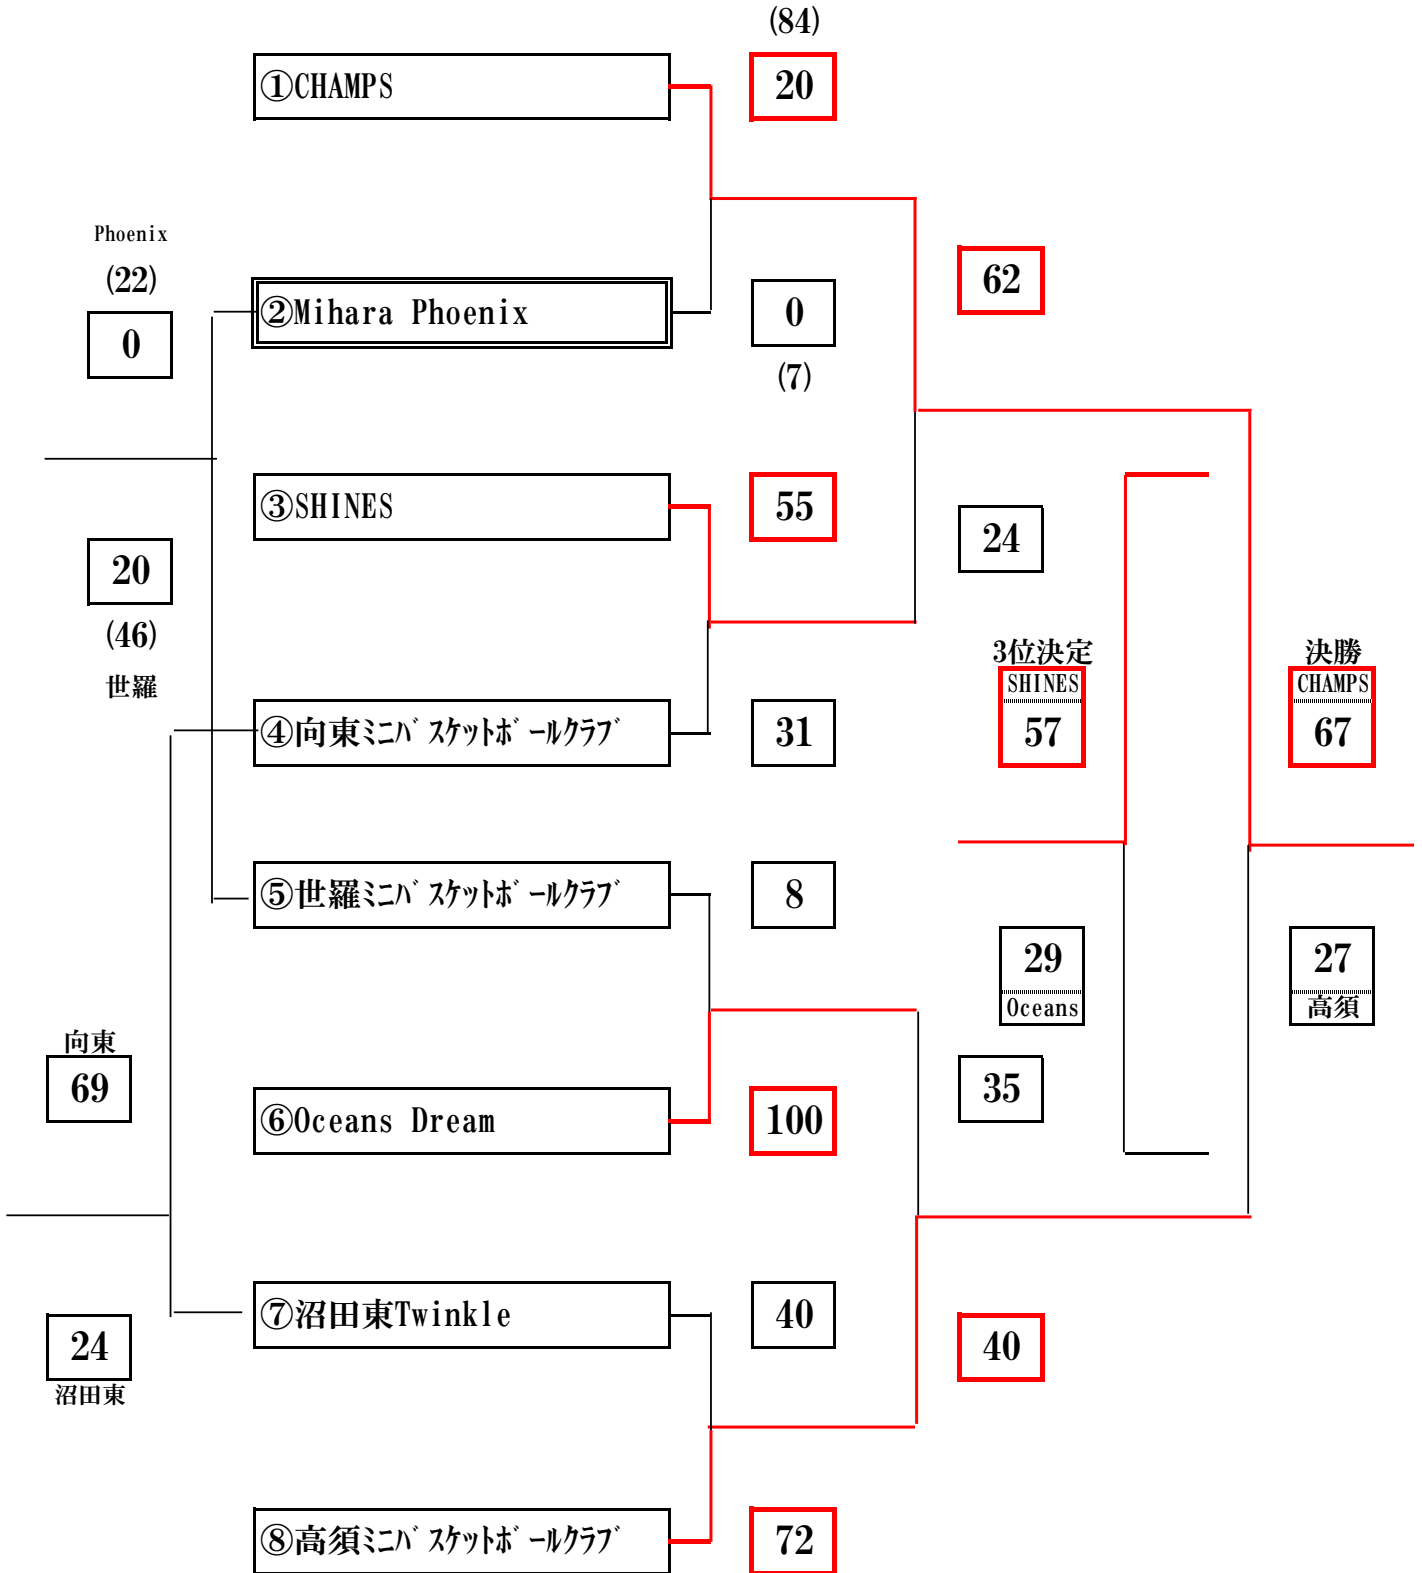 (84)
①CHAMPS
20
Phoenix
(22)
0
②Mihara Phoenix
0
(7)
62
③SHINES
55
24
20
(46)
世羅
3位決定
SHINES
57
決勝
CHAMPS
67
④向東ﾐﾆﾊﾞｽｹｯﾄﾎﾞｰﾙｸﾗﾌﾞ
31
⑤世羅ﾐﾆﾊﾞｽｹｯﾄﾎﾞｰﾙｸﾗﾌﾞ
8
29
Oceans
27
高須
向東
69
⑥Oceans Dream
100
35
⑦沼田東Twinkle
40
24
沼田東
40
⑧高須ﾐﾆﾊﾞｽｹｯﾄﾎﾞｰﾙｸﾗﾌﾞ
72